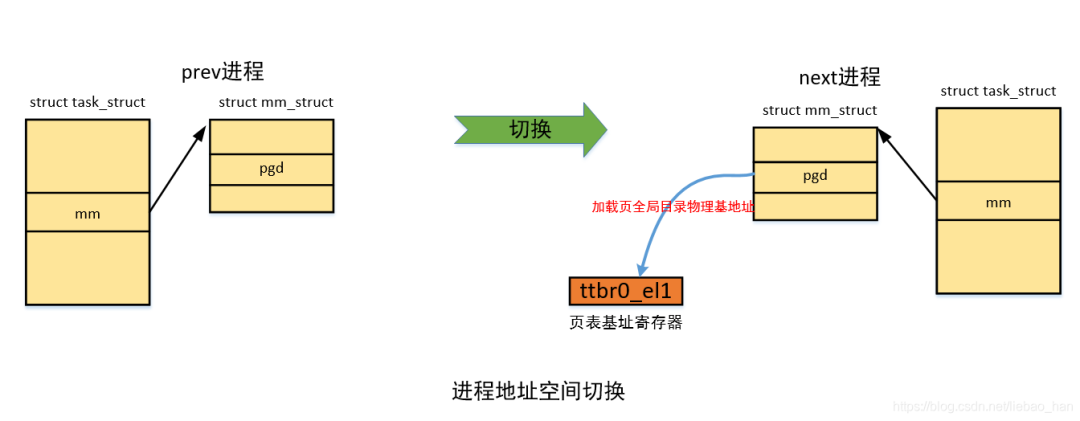 prev进程
struct task_struct
struct mm_struct
pgd
mm
切换
next进程
struct mm_struct
struct task_struct
pgd
mm
加载页全局目录物理基地址
ttbr0_el1
页表基址寄存器
进程地址空间切换
https://blog.csdn.net/liebao_han